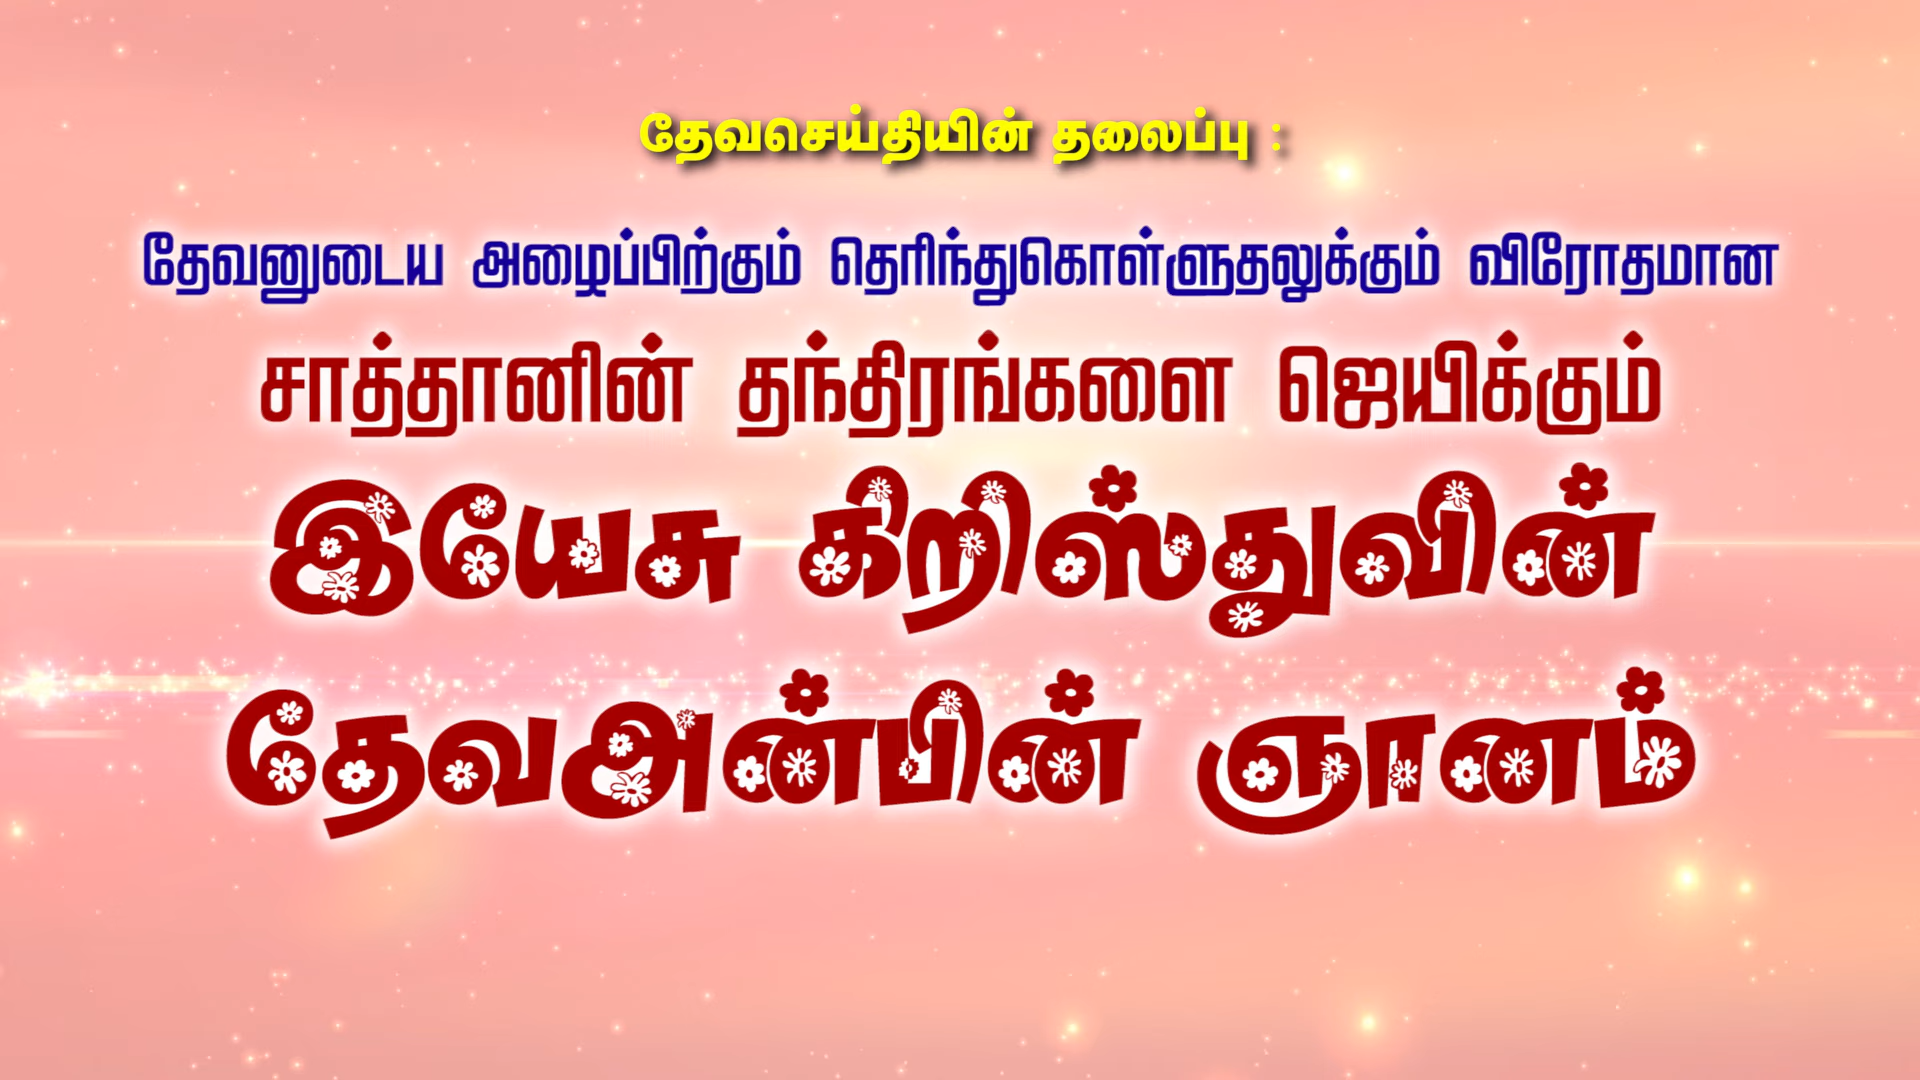 தேவசெய்தியின் தலைப்பு :
தேவனுடைய அழைப்பிற்கும் தெரிந்துகொள்ளுதலுக்கும் விரோதமான
சாத்தானின் தந்திரங்களை ஜெயிக்கும்
இயேசு கிறிஸ்துவின்
தேவஅன்பின் ஞானம்